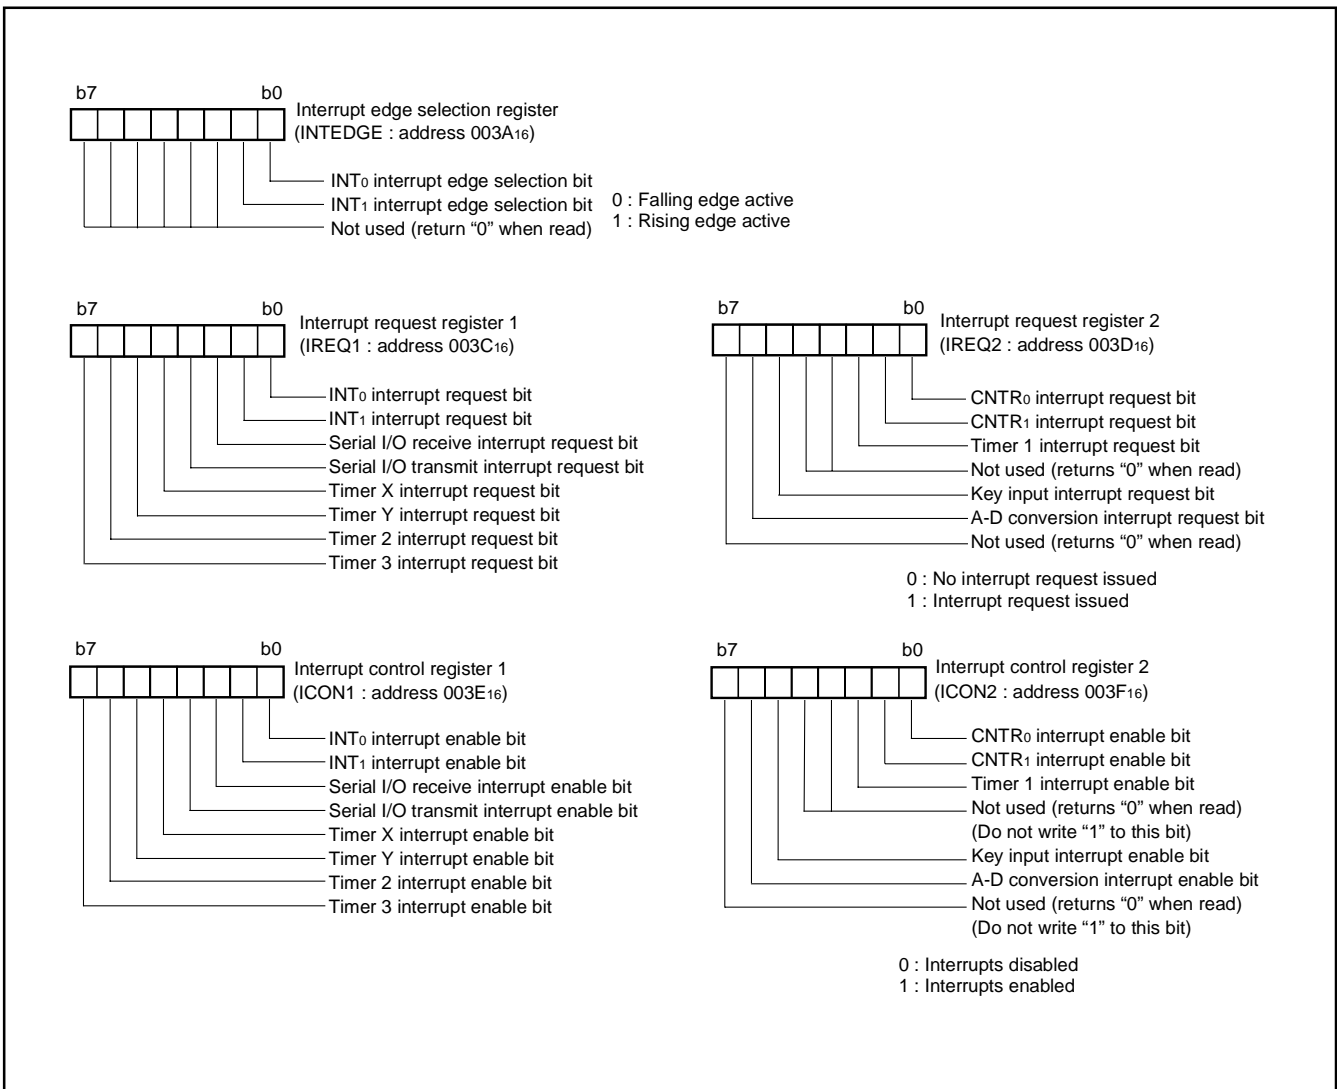 b7 b0
Interrupt edge selection register
(INTEDGE : address 003A16)
INT0 interrupt edge selection bit
INT1 interrupt edge selection bit
Not used (return “0” when read)
0 : Falling edge active
1 : Rising edge active
b7 b0
Interrupt request register 1
(IREQ1 : address 003C16)
INT0 interrupt request bit
INT1 interrupt request bit
Serial I/O receive interrupt request bit
Serial I/O transmit interrupt request bit
Timer X interrupt request bit
Timer Y interrupt request bit
Timer 2 interrupt request bit
Timer 3 interrupt request bit
b7 b0
Interrupt request register 2
(IREQ2 : address 003D16)
CNTR0 interrupt request bit
CNTR1 interrupt request bit
Timer 1 interrupt request bit
Not used (returns “0” when read)
Key input interrupt request bit
A-D conversion interrupt request bit
Not used (returns “0” when read)
0 : No interrupt request issued
1 : Interrupt request issued
b7 b0
Interrupt control register 1
(ICON1 : address 003E16)
INT0 interrupt enable bit
INT1 interrupt enable bit
Serial I/O receive interrupt enable bit
Serial I/O transmit interrupt enable bit
Timer X interrupt enable bit
Timer Y interrupt enable bit
Timer 2 interrupt enable bit
Timer 3 interrupt enable bit
b7 b0
Interrupt control register 2
(ICON2 : address 003F16)
CNTR0 interrupt enable bit
CNTR1 interrupt enable bit
Timer 1 interrupt enable bit
Not used (returns “0” when read)
(Do not write “1” to this bit)
Key input interrupt enable bit
A-D conversion interrupt enable bit
Not used (returns “0” when read)
(Do not write “1” to this bit)
0 : Interrupts disabled
1 : Interrupts enabled